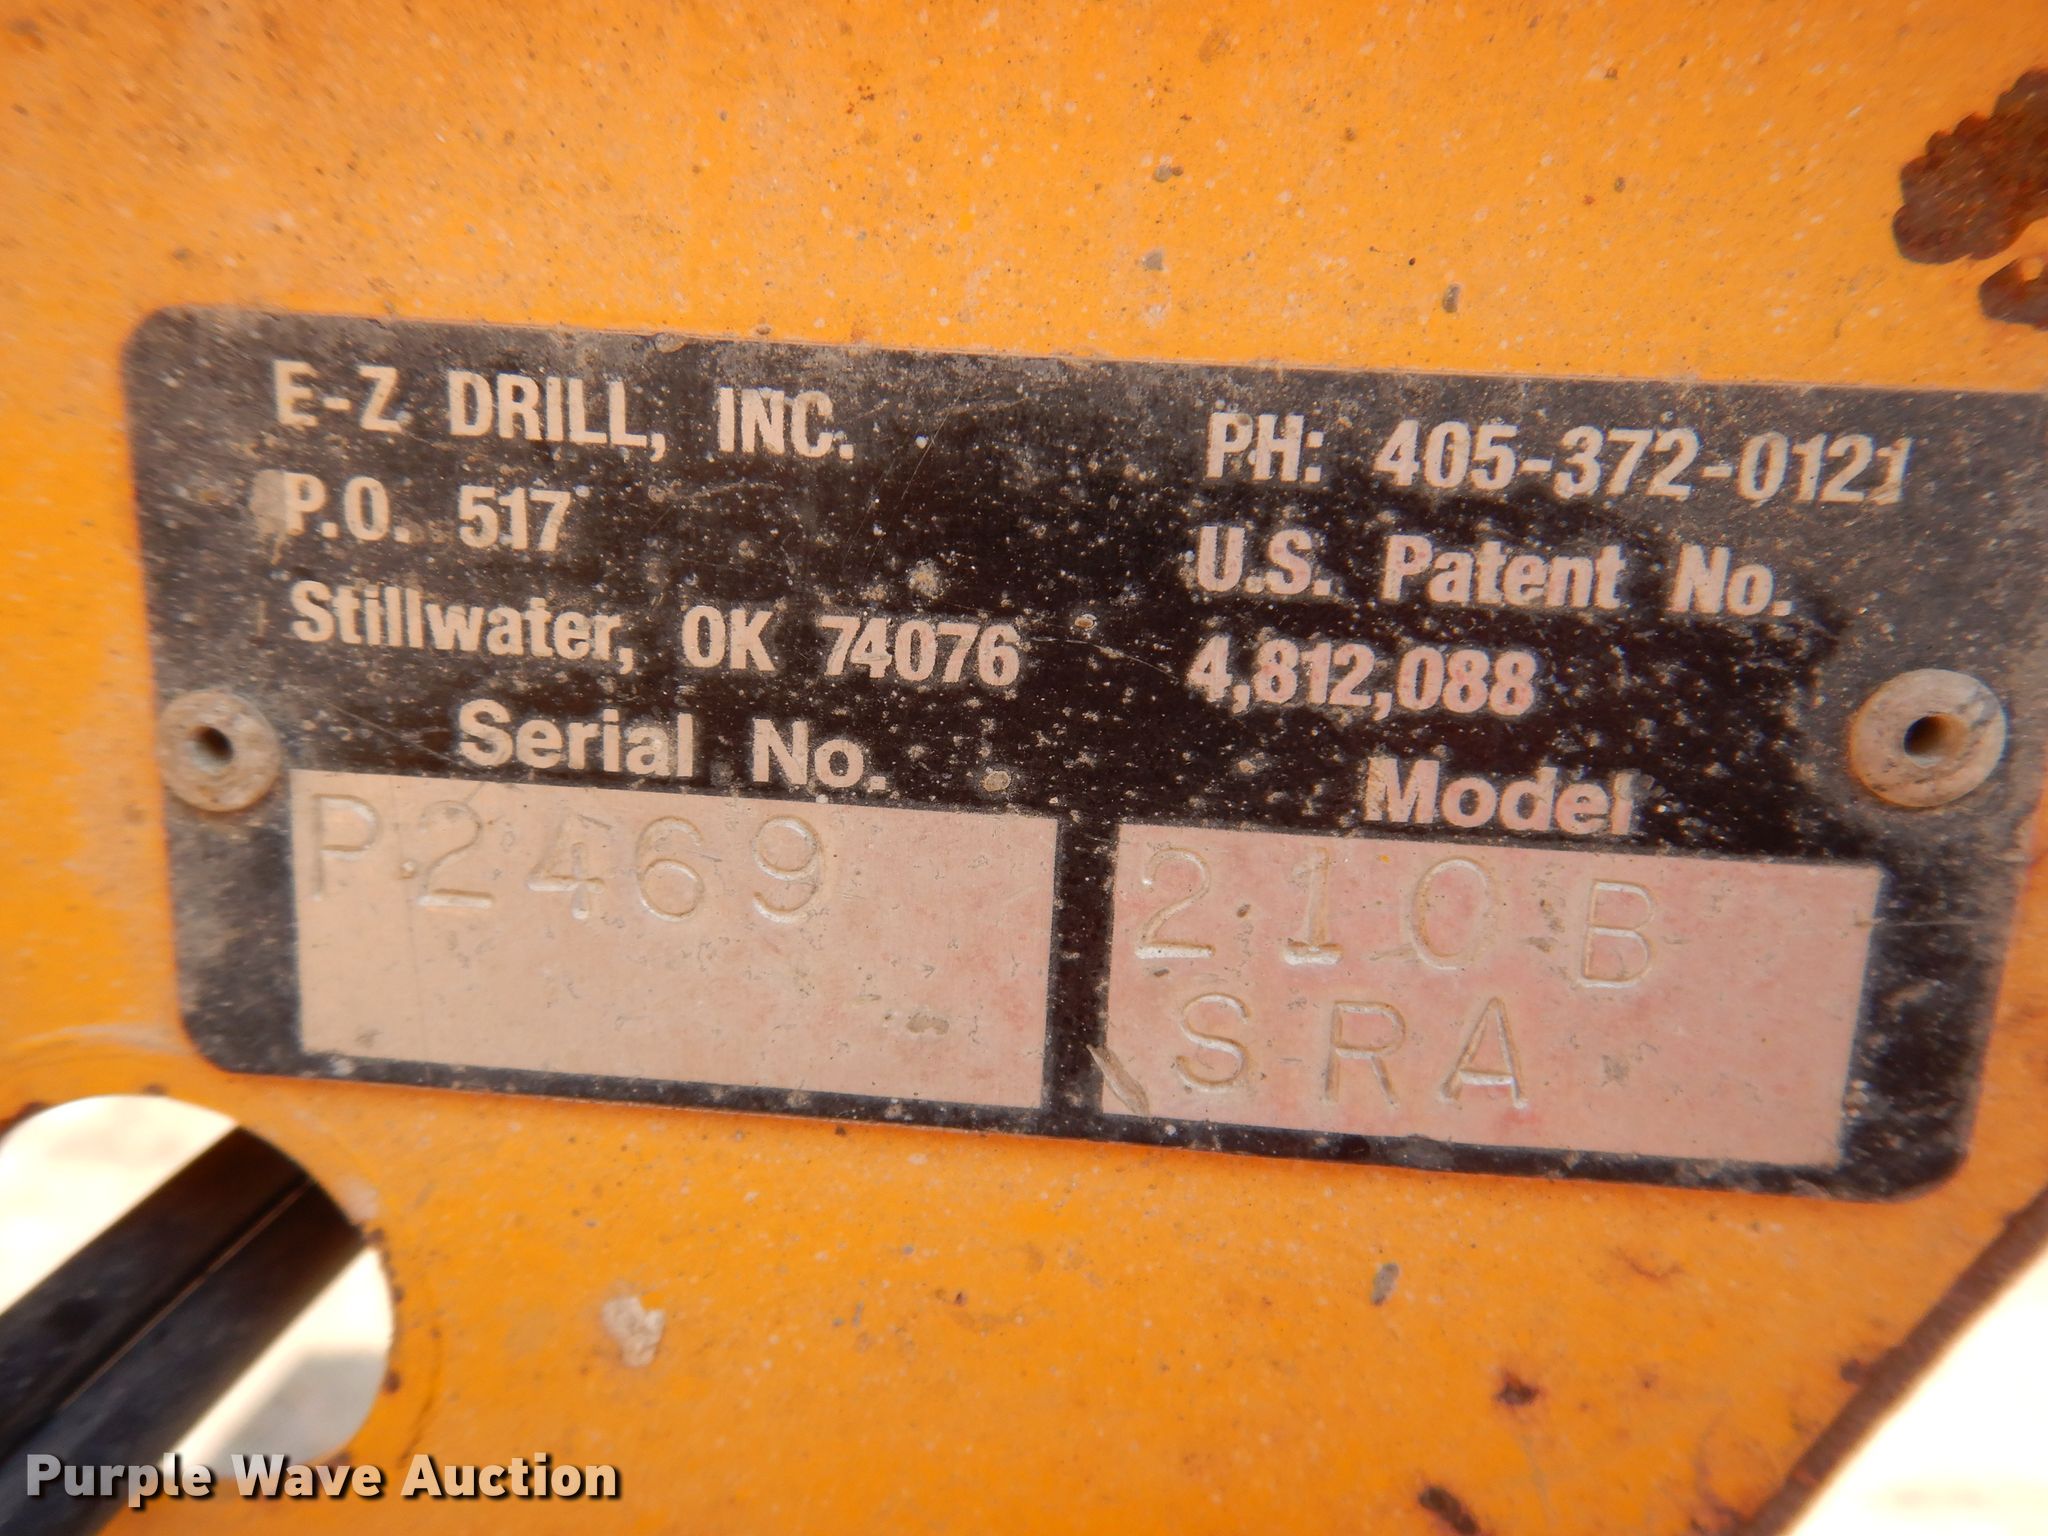 E-Z DRILL, INC.
P.O. 517
Stillwater, OK 74076
PH: 405-372-0121
U.S. Patent No.
4,812,088
Serial No.
P2469
Model
210B
SRA
Purple Wave Auction